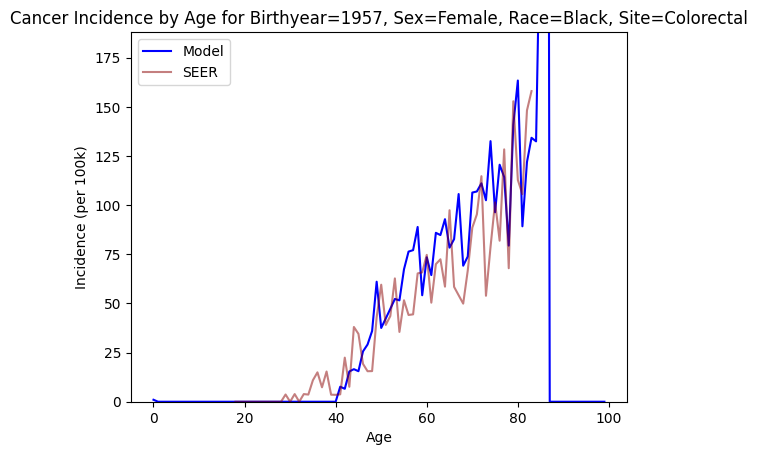 Cancer Incidence by Age for Birthyear=1957, Sex=Female, Race=Black, Site=Colorectal
Model
SEER
Incidence (per 100k)
175
150
125
100
75
50
25
0
0 20 40 60 80 100
Age